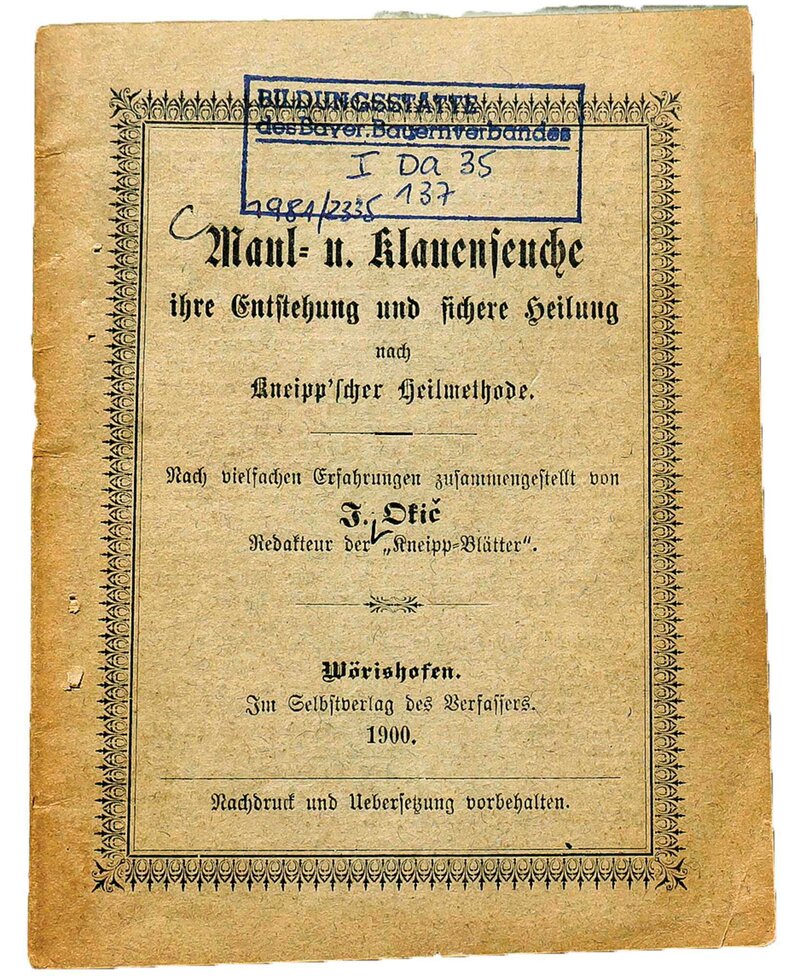 BILDUNGSSTÄTTE
des Bayer. Bauernverbandes
I Da 35
137
1981/2335
Maul- u. Klauenseuche
ihre Entstehung und sichere Heilung
nach
Kneipp'scher Heilmethode.
Nach vielfachen Erfahrungen zusammengestellt von
J. Okič
Redakteur der „Kneipp-Blätter“.
Wörishofen.
Im Selbstverlag des Verfassers.
1900.
Nachdruck und Uebersetzung vorbehalten.